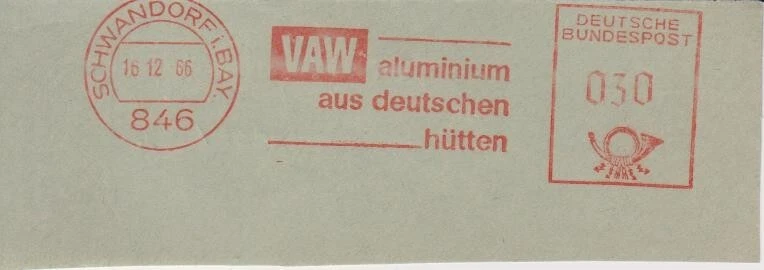 SCHWANDORF i. BAY.
16 12 66
846
VAW aluminium
aus deutschen
hütten
DEUTSCHE
BUNDESPOST
030